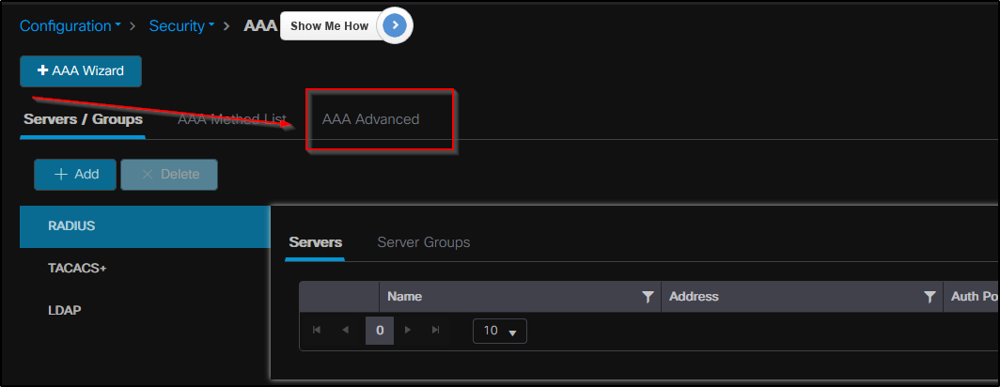 Configuration > Security > AAA Show Me How
+ AAA Wizard
Servers / Groups AAA Method List AAA Advanced
+ Add × Delete
RADIUS
Servers Server Groups
TACACS+
Name Address Auth Po
LDAP
0 10